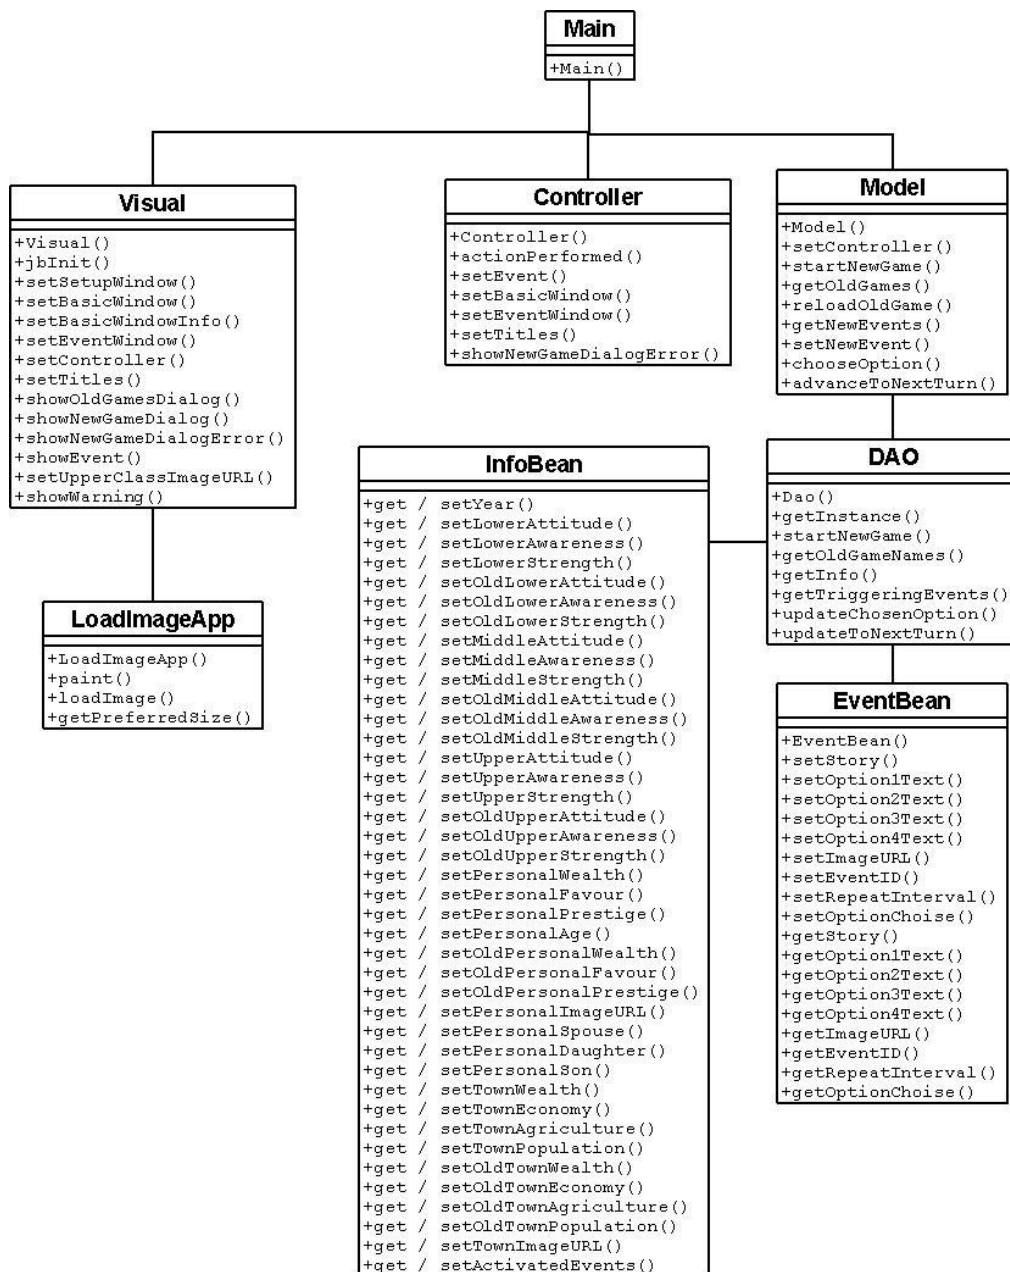 Main
+Main()
Visual
+Visual()
+jbInit()
+setSetupWindow()
+setBasicWindow()
+setBasicWindowInfo()
+setEventWindow()
+setController()
+setTitles()
+showOldGamesDialog()
+showNewGameDialog()
+showNewGameDialogError()
+showEvent()
+setUpperClassImageURL()
+showWarning()
Controller
+Controller()
+actionPerformed()
+setEvent()
+setBasicWindow()
+setEventWindow()
+setTitles()
+showNewGameDialogError()
Model
+Model()
+setController()
+startNewGame()
+getOldGames()
+reloadOldGame()
+getNewEvents()
+setNewEvent()
+chooseOption()
+advanceToNextTurn()
LoadImageApp
+LoadImageApp()
+paint()
+loadImage()
+getPreferredSize()
InfoBean
+get / setYear()
+get / setLowerAttitude()
+get / setLowerAwareness()
+get / setLowerStrength()
+get / setOldLowerAttitude()
+get / setOldLowerAwareness()
+get / setOldLowerStrength()
+get / setMiddleAttitude()
+get / setMiddleAwareness()
+get / setMiddleStrength()
+get / setOldMiddleAttitude()
+get / setOldMiddleAwareness()
+get / setOldMiddleStrength()
+get / setUpperAttitude()
+get / setUpperAwareness()
+get / setUpperStrength()
+get / setOldUpperAttitude()
+get / setOldUpperAwareness()
+get / setOldUpperStrength()
+get / setPersonalWealth()
+get / setPersonalFavour()
+get / setPersonalPrestige()
+get / setPersonalAge()
+get / setOldPersonalWealth()
+get / setOldPersonalFavour()
+get / setOldPersonalPrestige()
+get / setPersonalImageURL()
+get / setPersonalSpouse()
+get / setPersonalDaughter()
+get / setPersonalSon()
+get / setTownWealth()
+get / setTownEconomy()
+get / setTownAgriculture()
+get / setTownPopulation()
+get / setOldTownWealth()
+get / setOldTownEconomy()
+get / setOldTownAgriculture()
+get / setOldTownPopulation()
+get / setTownImageURL()
+get / setActivatedEvents()
DAO
+Dao()
+getInstance()
+startNewGame()
+getOldGameNames()
+getInfo()
+getTriggeringEvents()
+updateChosenOption()
+updateToNextTurn()
EventBean
+EventBean()
+setStory()
+setOption1Text()
+setOption2Text()
+setOption3Text()
+setOption4Text()
+setImageURL()
+setEventID()
+setRepeatInterval()
+setOptionChoise()
+getStory()
+getOption1Text()
+getOption2Text()
+getOption3Text()
+getOption4Text()
+getImageURL()
+getEventID()
+getRepeatInterval()
+getOptionChoise()